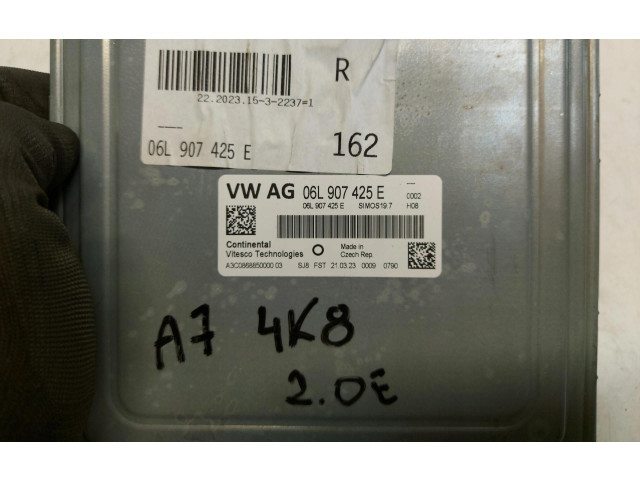 R
22.2023.15-3-2237=1
06L 907 425 E
162
VW AG 06L 907 425 E
0002
06L 907 425 E SIMOS19.7 H08
Continental
Vitesco Technologies
Made in
Czech Rep.
A3C0868850000 03 SJ8 FST 21.03.23 0009 0790
A7 4K8
2.0E